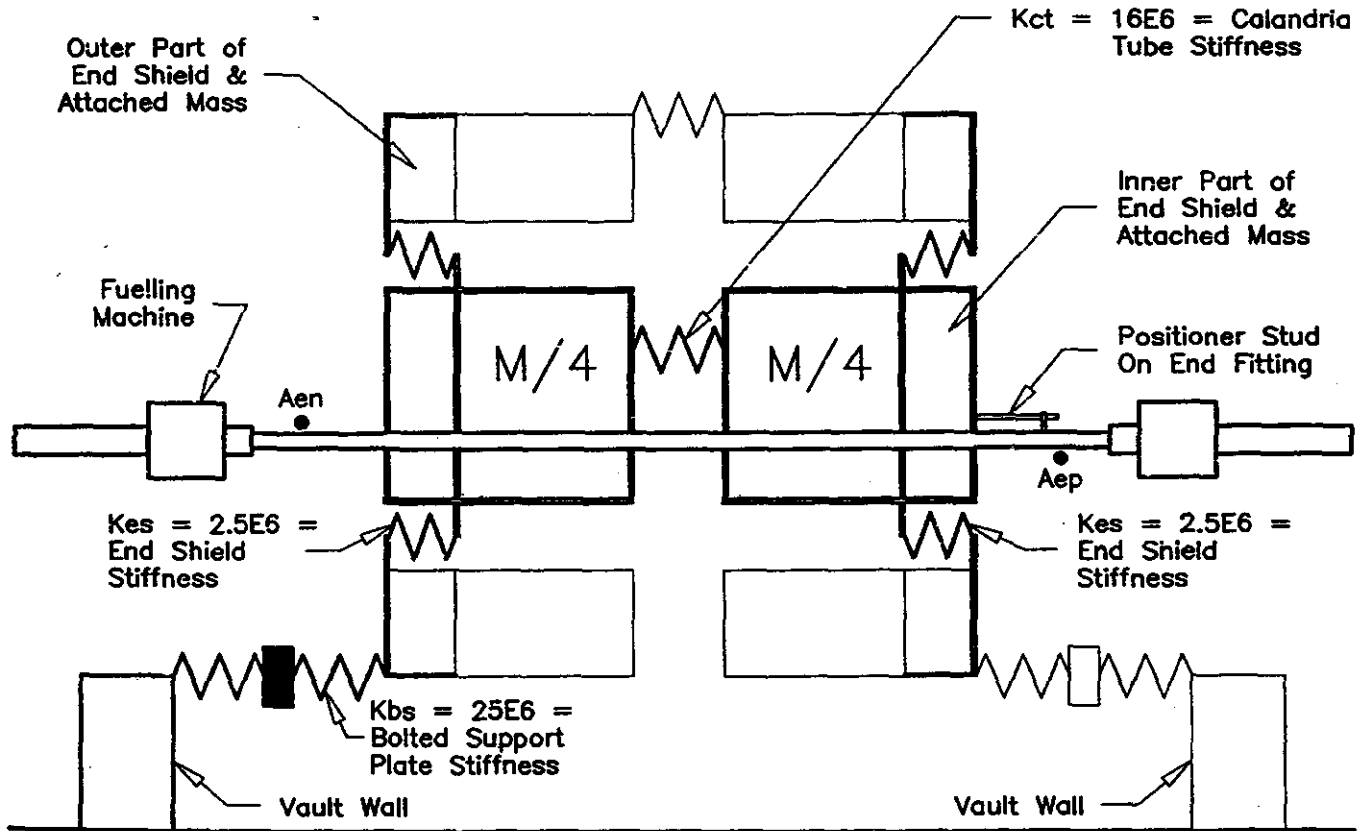 Kct = 16E6 = Calandria
Tube Stiffness
Outer Part of
End Shield &
Attached Mass
Inner Part of
End Shield &
Attached Mass
Fuelling
Machine
M/4
M/4
Positioner Stud
On End Fitting
Aen
Aep
Kes = 2.5E6 =
End Shield
Stiffness
Kes = 2.5E6 =
End Shield
Stiffness
Kbs = 25E6 =
Bolted Support
Plate Stiffness
Vault Wall
Vault Wall